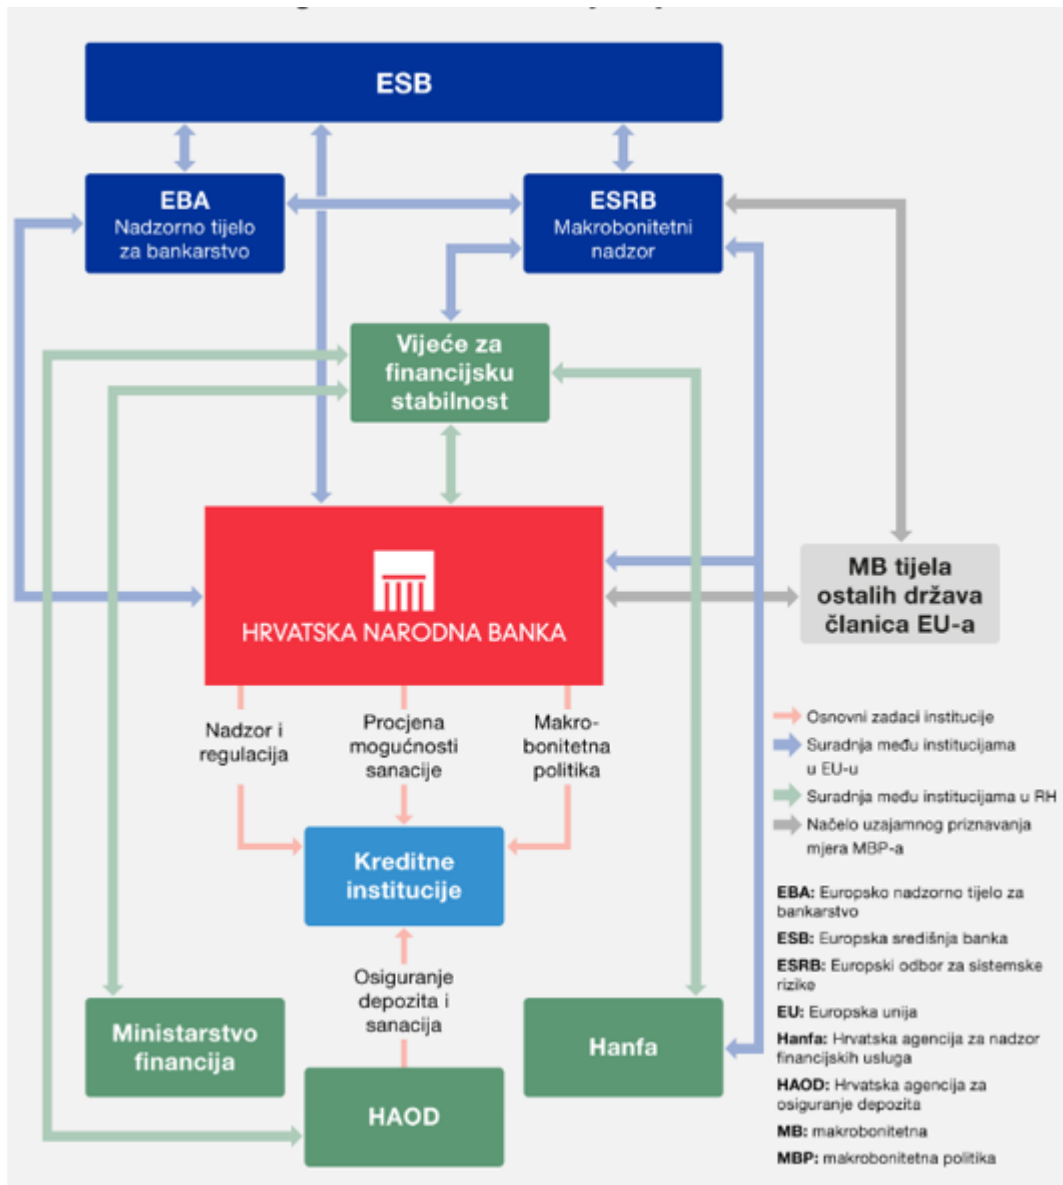 ESB
EBA
Nadzorno tijelo
za bankarstvo
ESRB
Makrobonitetni
nadzor
Vijeće za
financijsku
stabilnost
HRVATSKA NARODNA BANKA
MB tijela
ostalih država
članica EU-a
Nadzor i
regulacija
Procjena
mogućnosti
sanacije
Makro-
bonitetna
politika
Kreditne
institucije
Osiguranje
depozita i
sanacija
Ministarstvo
financija
HAOD
Hanfa
Osnovni zadaci institucije
Suradnja među institucijama
u EU-u
Suradnja među institucijama u RH
Načelo uzajamnog priznavanja
mjera MBP-a
EBA: Europsko nadzorno tijelo za
bankarstvo
ESB: Europska središnja banka
ESRB: Europski odbor za sistemske
rizike
EU: Europska unija
Hanfa: Hrvatska agencija za nadzor
financijskih usluga
HAOD: Hrvatska agencija za
osiguranje depozita
MB: makrobonitetna
MBP: makrobonitetna politika